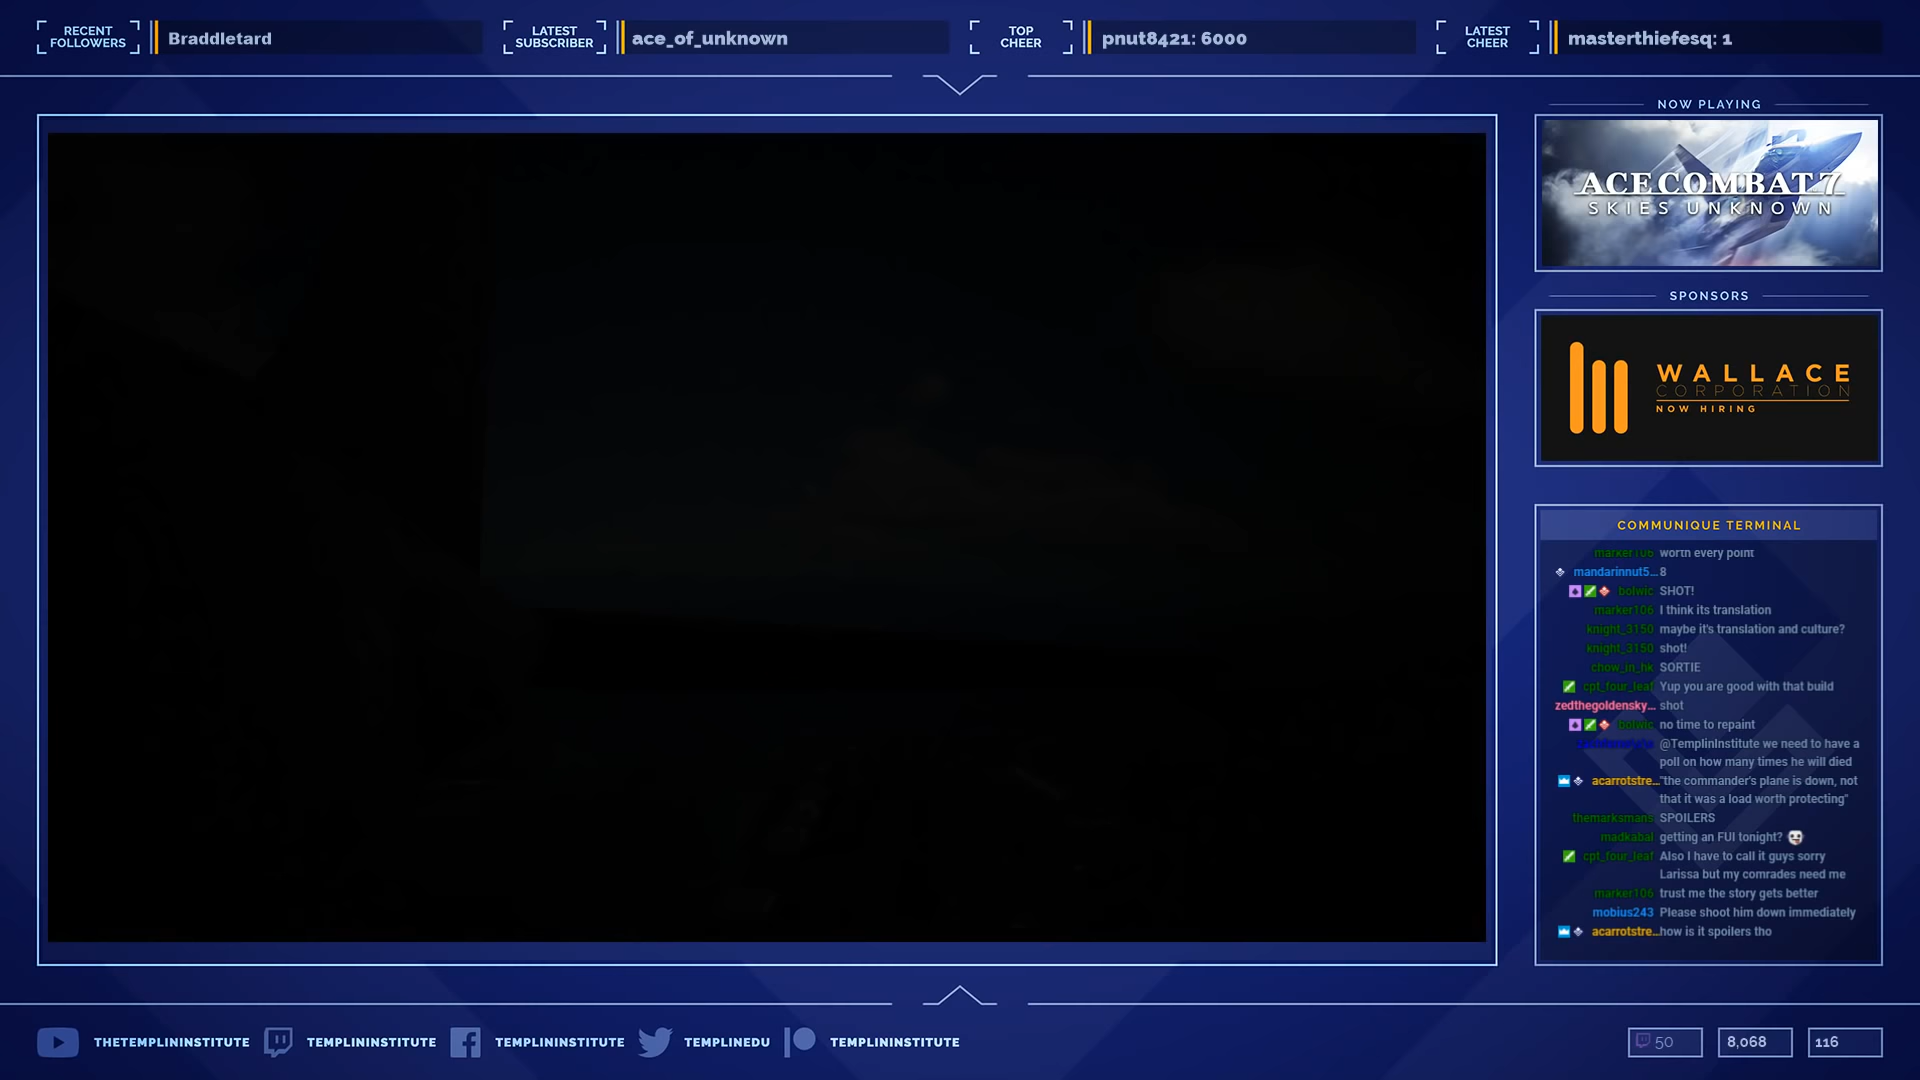 RECENT
FOLLOWERS
Braddletard
LATEST
SUBSCRIBER
ace_of_unknown
TOP
CHEER
pnut8421: 6000
LATEST
CHEER
masterthiefesq: 1
NOW PLAYING
ACE COMBAT 7
SKIES UNKNOWN
SPONSORS
WALLACE
CORPORATION
NOW HIRING
COMMUNIQUE TERMINAL
marker106 worth every point
mandarinnut5... 8
bolwic SHOT!
marker106 I think its translation
knight_3150 maybe it's translation and culture?
knight_3150 shot!
chow_in_hk SORTIE
cpt_four_leaf Yup you are good with that build
zedthegoldensky... shot
bolwic no time to repaint
@TemplinInstitute we need to have a
poll on how many times he will died
acarrotstre... "the commander's plane is down, not
that it was a load worth protecting"
themarksmans SPOILERS
madkabal getting an FUI tonight?
cpt_four_leaf Also I have to call it guys sorry
Larissa but my comrades need me
marker106 trust me the story gets better
mobius243 Please shoot him down immediately
acarrotstre... how is it spoilers tho
THETEMPLININSTITUTE
TEMPLININSTITUTE
TEMPLININSTITUTE
TEMPLINEDU
TEMPLININSTITUTE
50
8,068
116